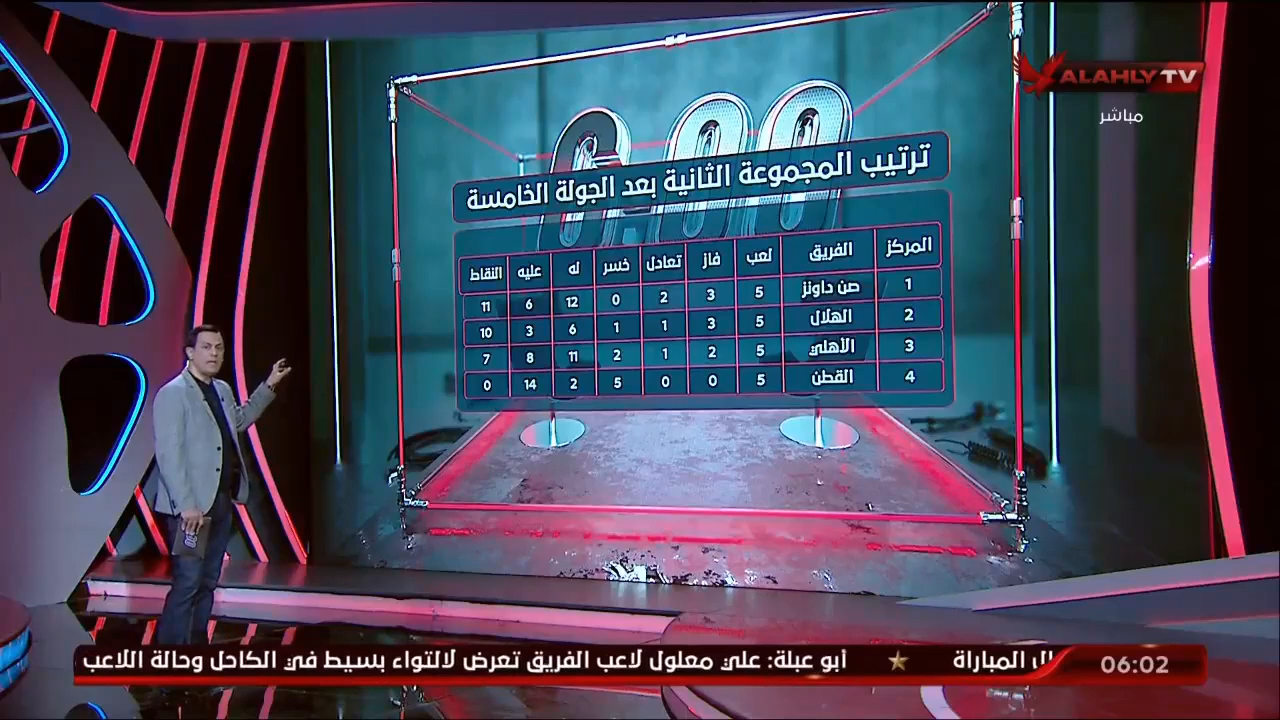 ALAHLY TV
مباشر
ترتيب المجموعة الثانية بعد الجولة الخامسة
المركز الفريق لعب فاز تعادل خسر له عليه النقاط
1 صن داونز 5 3 2 0 12 6 11
2 الهلال 5 3 1 1 6 3 10
3 الأهلي 5 2 1 2 11 8 7
4 القطن 5 0 0 5 2 14 0
06:02 ال المباراة ★ أبو عبلة: علي معلول لاعب الفريق تعرض لالتواء بسيط في الكاحل وحالة اللاعب